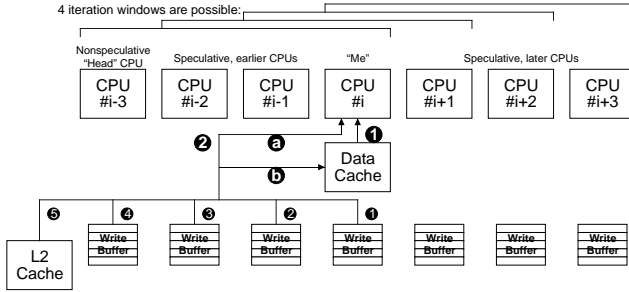 4 iteration windows are possible:
Nonspeculative
“Head” CPU
Speculative, earlier CPUs
“Me”
Speculative, later CPUs
CPU
#i-3
CPU
#i-2
CPU
#i-1
CPU
#i
CPU
#i+1
CPU
#i+2
CPU
#i+3
2
a
1
b
Data
Cache
5
4
3
2
1
L2
Cache
Write
Buffer
Write
Buffer
Write
Buffer
Write
Buffer
Write
Buffer
Write
Buffer
Write
Buffer